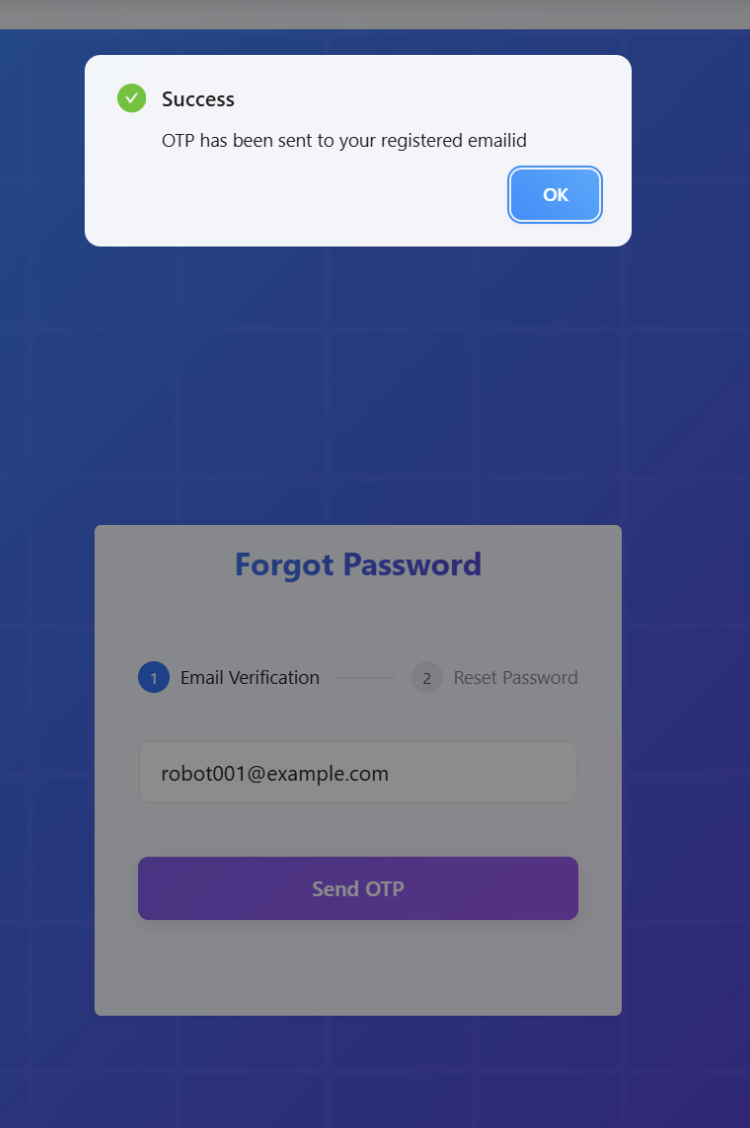 Success
OTP has been sent to your registered emailid
OK
Forgot Password
1 Email Verification 2 Reset Password
robot001@example.com
Send OTP